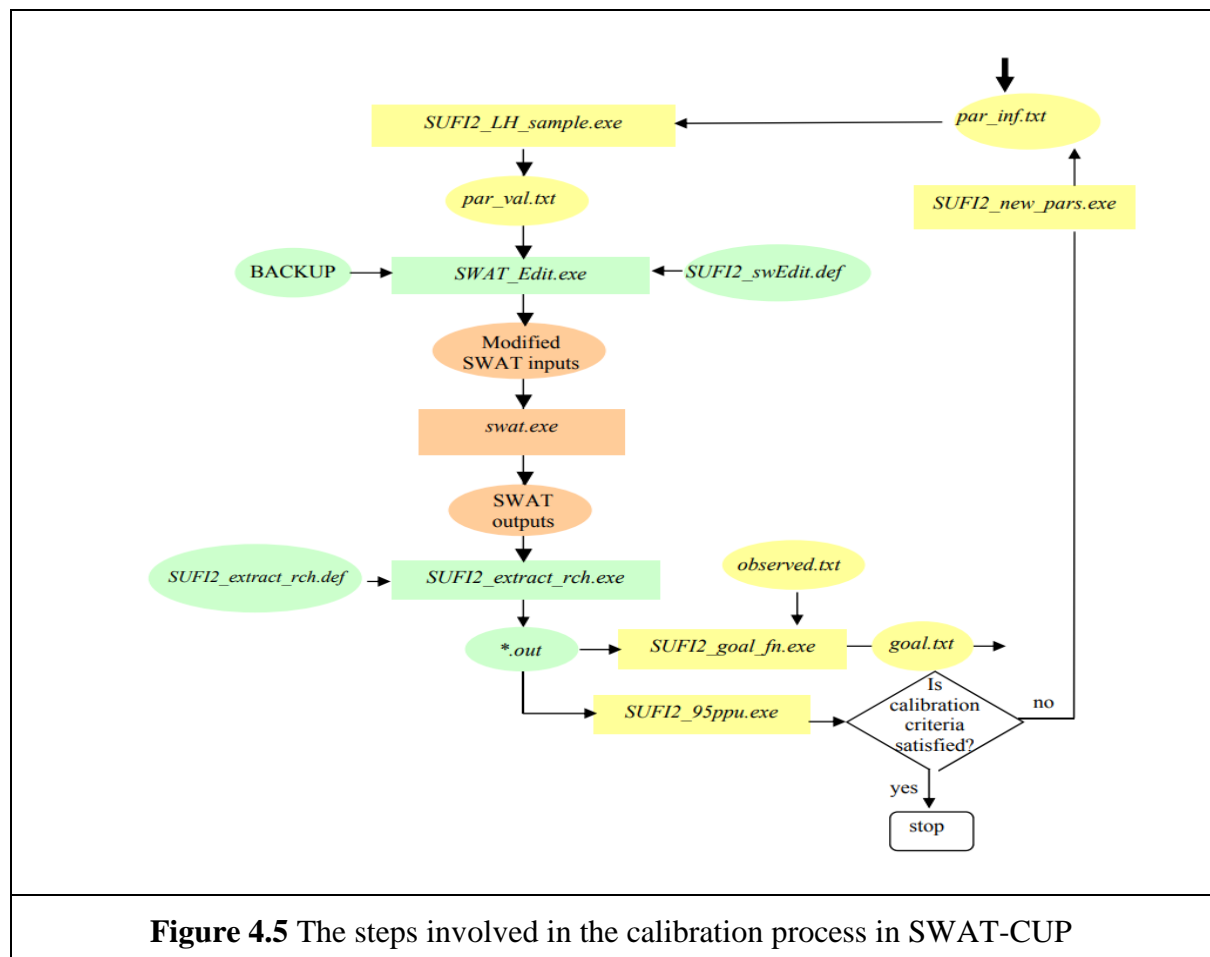 par_inf.txt
SUFI2_LH_sample.exe
par_val.txt
SUFI2_new_pars.exe
BACKUP
SWAT_Edit.exe
SUFI2_swEdit.def
Modified
SWAT inputs
swat.exe
SWAT
outputs
SUFI2_extract_rch.def
SUFI2_extract_rch.exe
observed.txt
*.out
SUFI2_goal_fn.exe
goal.txt
SUFI2_95ppu.exe
Is
calibration
criteria
satisfied?
no
yes
stop
Figure 4.5 The steps involved in the calibration process in SWAT-CUP